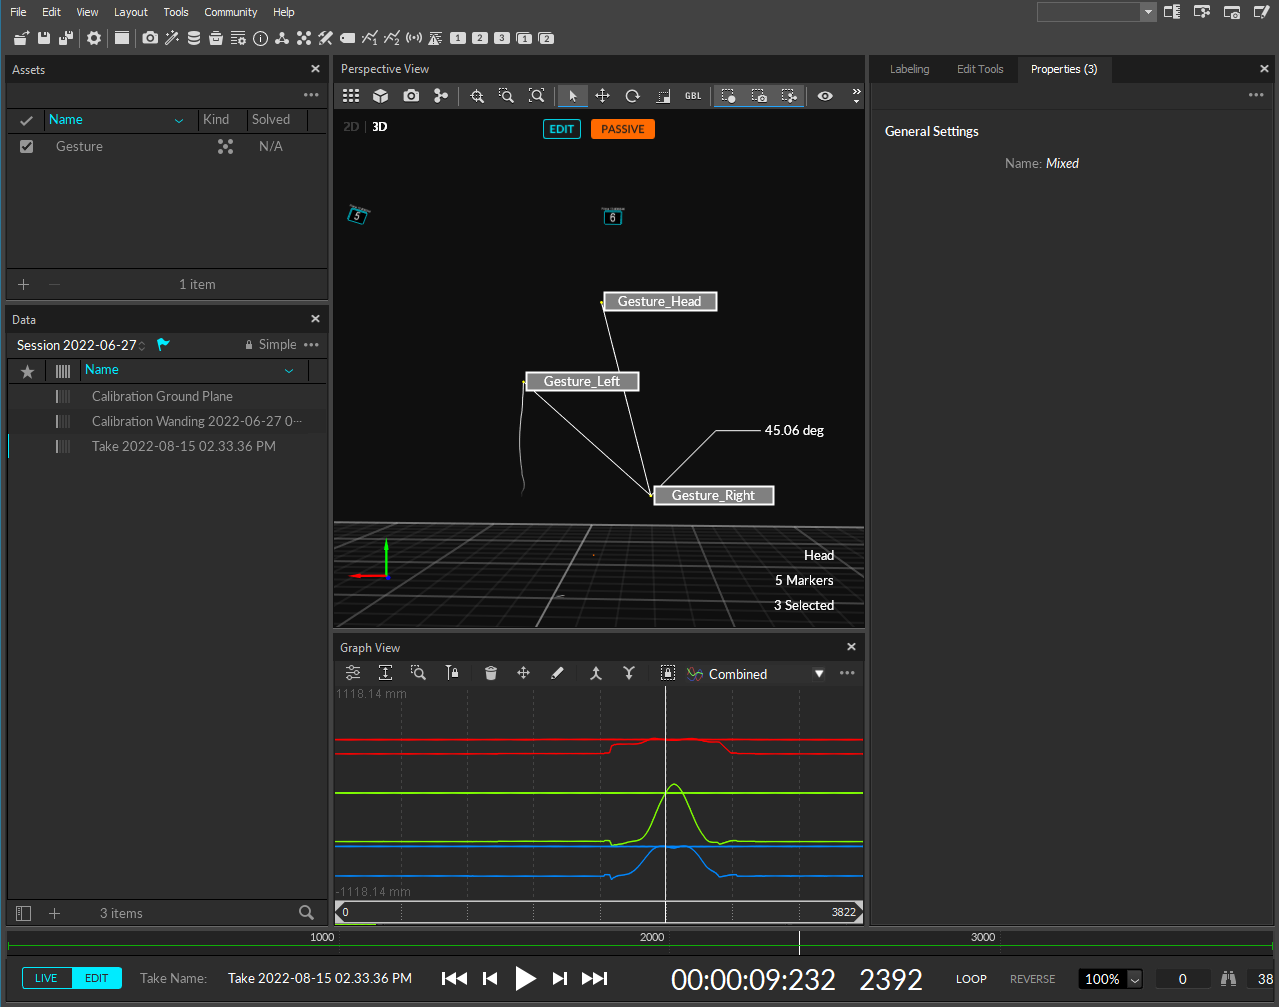 File Edit View Layout Tools Community Help
1 2 3 1 2
Assets
Name Kind Solved
Gesture N/A
1 item
Data
Session 2022-06-27 Simple
Name
Calibration Ground Plane
Calibration Wanding 2022-06-27 0···
Take 2022-08-15 02.33.36 PM
3 items
Perspective View
GBL
2D | 3D EDIT PASSIVE
5 6
Gesture_Head
Gesture_Left
45.06 deg
Gesture_Right
Head
5 Markers
3 Selected
Graph View
Combined
1118.14 mm
-1118.14 mm
0 3822
Labeling Edit Tools Properties (3)
General Settings
Name: Mixed
1000 2000 3000
LIVE EDIT Take Name: Take 2022-08-15 02.33.36 PM 00:00:09:232 2392 LOOP REVERSE 100% 0 38